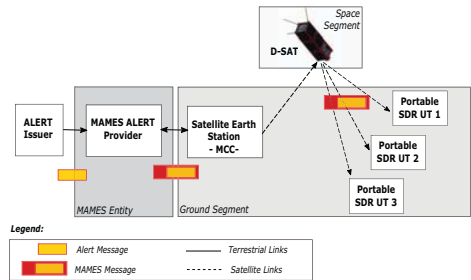 Space
Segment
D-SAT
ALERT
Issuer
MAMES ALERT
Provider
Satellite Earth
Station
- MCC-
Portable
SDR UT 1
Portable
SDR UT 2
Portable
SDR UT 3
MAMES Entity
Ground Segment
Legend:
Alert Message
Terrestrial Links
MAMES Message
Satellite Links